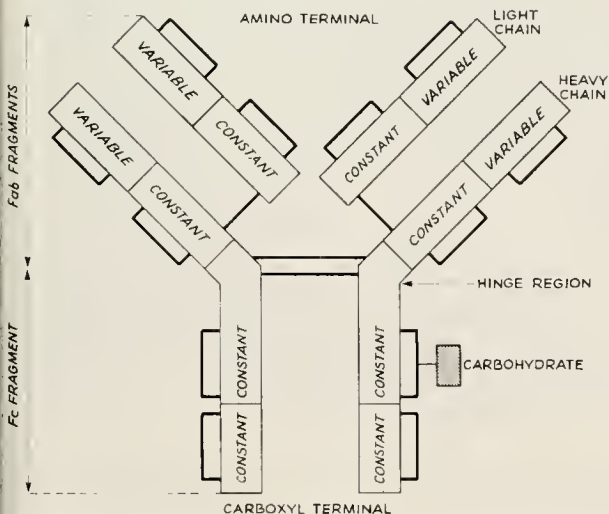 AMINO TERMINAL
LIGHT
CHAIN
HEAVY
CHAIN
VARIABLE
CONSTANT
VARIABLE
CONSTANT
VARIABLE
CONSTANT
VARIABLE
CONSTANT
Fab FRAGMENTS
HINGE REGION
Fc FRAGMENT
CONSTANT
CONSTANT
CARBOHYDRATE
CONSTANT
CONSTANT
CARBOXYL TERMINAL